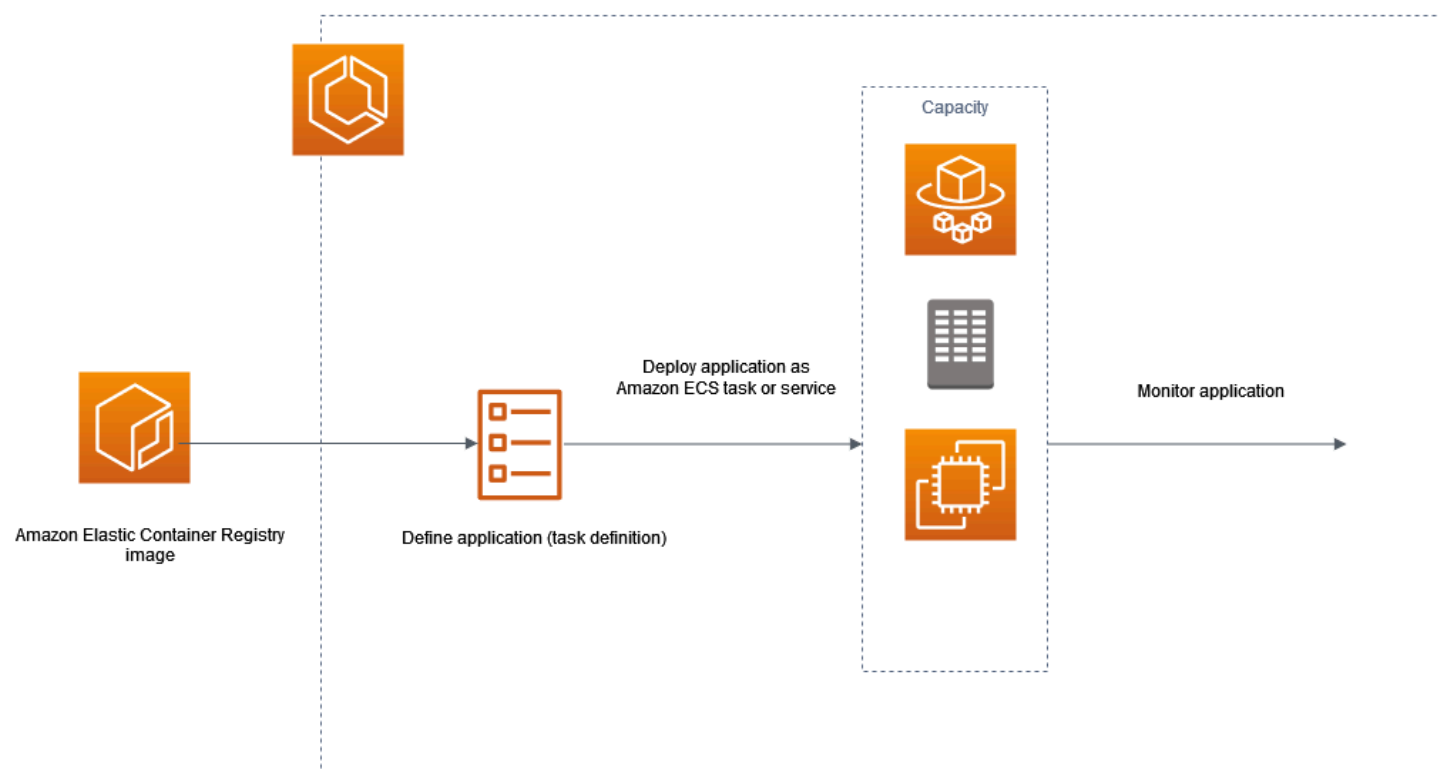 Capacity
Deploy application as
Amazon ECS task or service
Monitor application
Amazon Elastic Container Registry
image
Define application (task definition)